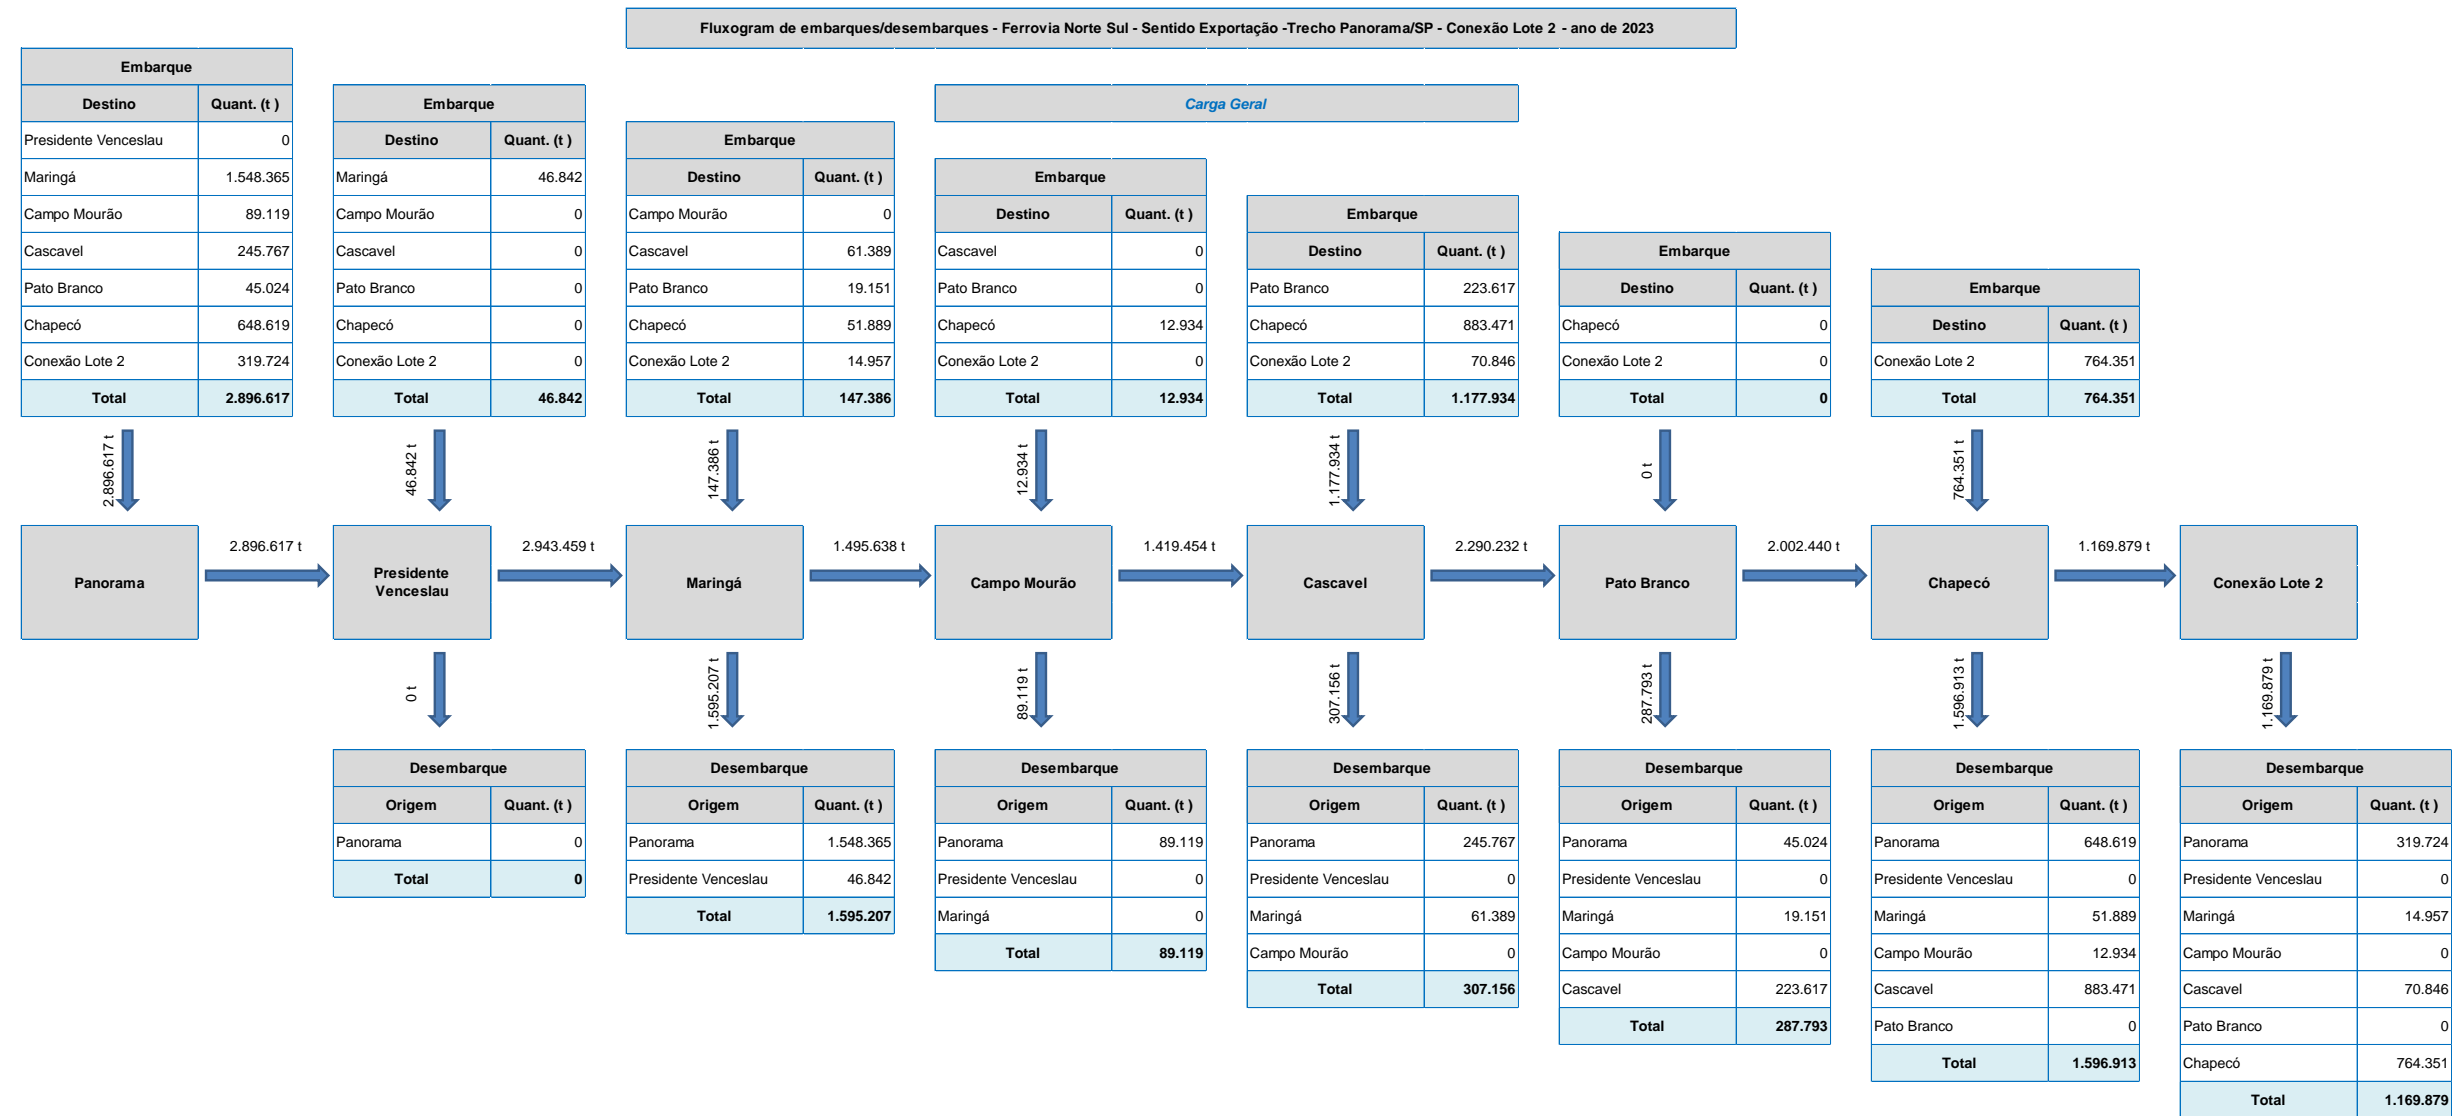 Fluxogram de embarques/desembarques - Ferrovia Norte Sul - Sentido Exportação -Trecho Panorama/SP - Conexão Lote 2 - ano de 2023
Carga Geral
Embarque
Destino Quant. (t )
Presidente Venceslau 0
Maringá 1.548.365
Campo Mourão 89.119
Cascavel 245.767
Pato Branco 45.024
Chapecó 648.619
Conexão Lote 2 319.724
Total 2.896.617
Embarque
Destino Quant. (t )
Maringá 46.842
Campo Mourão 0
Cascavel 0
Pato Branco 0
Chapecó 0
Conexão Lote 2 0
Total 46.842
Embarque
Destino Quant. (t )
Campo Mourão 0
Cascavel 61.389
Pato Branco 19.151
Chapecó 51.889
Conexão Lote 2 14.957
Total 147.386
Embarque
Destino Quant. (t )
Cascavel 0
Pato Branco 0
Chapecó 12.934
Conexão Lote 2 0
Total 12.934
Embarque
Destino Quant. (t )
Pato Branco 223.617
Chapecó 883.471
Conexão Lote 2 70.846
Total 1.177.934
Embarque
Destino Quant. (t )
Chapecó 0
Conexão Lote 2 0
Total 0
Embarque
Destino Quant. (t )
Conexão Lote 2 764.351
Total 764.351
2.896.617 t
46.842 t
147.386 t
12.934 t
1.177.934 t
0 t
764.351 t
Panorama
2.896.617 t
Presidente
Venceslau
2.943.459 t
Maringá
1.495.638 t
Campo Mourão
1.419.454 t
Cascavel
2.290.232 t
Pato Branco
2.002.440 t
Chapecó
1.169.879 t
Conexão Lote 2
0 t
1.595.207 t
89.119 t
307.156 t
287.793 t
1.596.913 t
1.169.879 t
Desembarque
Origem Quant. (t )
Panorama 0
Total 0
Desembarque
Origem Quant. (t )
Panorama 1.548.365
Presidente Venceslau 46.842
Total 1.595.207
Desembarque
Origem Quant. (t )
Panorama 89.119
Presidente Venceslau 0
Maringá 0
Total 89.119
Desembarque
Origem Quant. (t )
Panorama 245.767
Presidente Venceslau 0
Maringá 61.389
Campo Mourão 0
Total 307.156
Desembarque
Origem Quant. (t )
Panorama 45.024
Presidente Venceslau 0
Maringá 19.151
Campo Mourão 0
Cascavel 223.617
Total 287.793
Desembarque
Origem Quant. (t )
Panorama 648.619
Presidente Venceslau 0
Maringá 51.889
Campo Mourão 12.934
Cascavel 883.471
Pato Branco 0
Total 1.596.913
Desembarque
Origem Quant. (t )
Panorama 319.724
Presidente Venceslau 0
Maringá 14.957
Campo Mourão 0
Cascavel 70.846
Pato Branco 0
Chapecó 764.351
Total 1.169.879